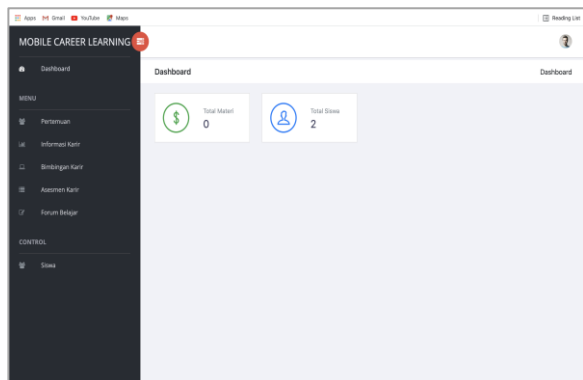 Apps Gmail YouTube Maps Reading List
MOBILE CAREER LEARNING
Dashboard
Dashboard Dashboard
Total Materi
0
Total Siswa
2
MENU
Pertemuan
Informasi Karir
Bimbingan Karir
Asesmen Karir
Forum Belajar
CONTROL
Siswa